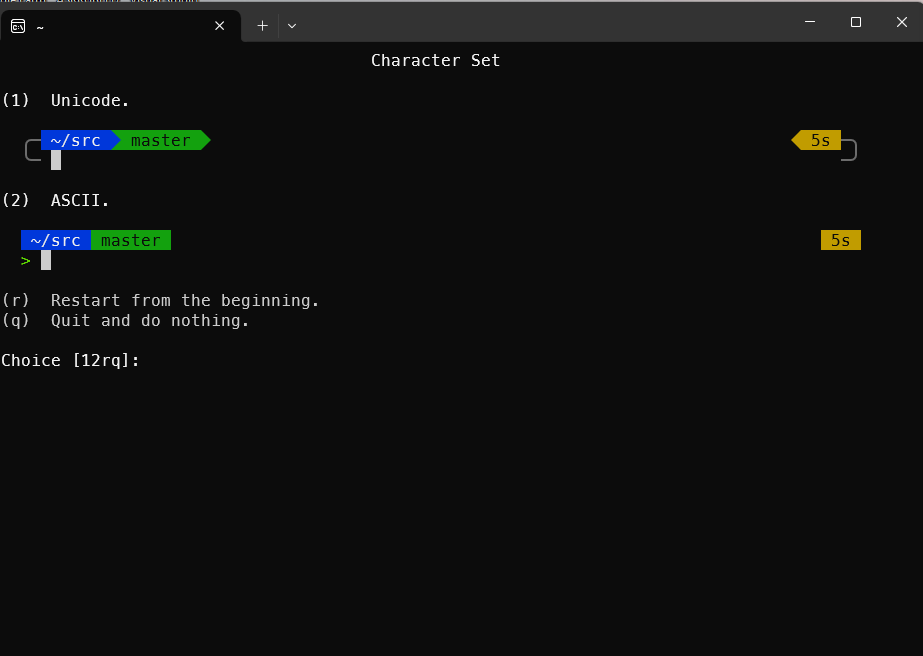 ~
Character Set
(1) Unicode.
~/src master 5s
(2) ASCII.
~/src master 5s
>
(r) Restart from the beginning.
(q) Quit and do nothing.
Choice [12rq]: